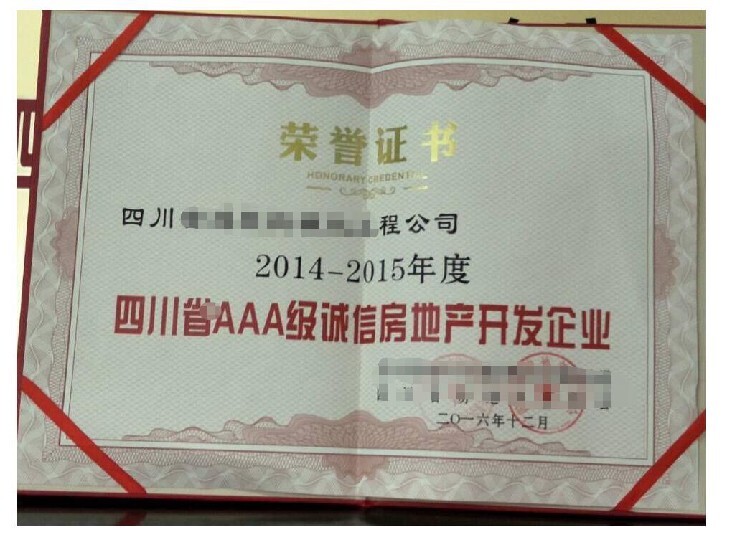 荣誉证书
HONORARY CREDENTIAL
四川 程公司
2014-2015年度
四川省AAA级诚信房地产开发企业
二〇一六年十二月